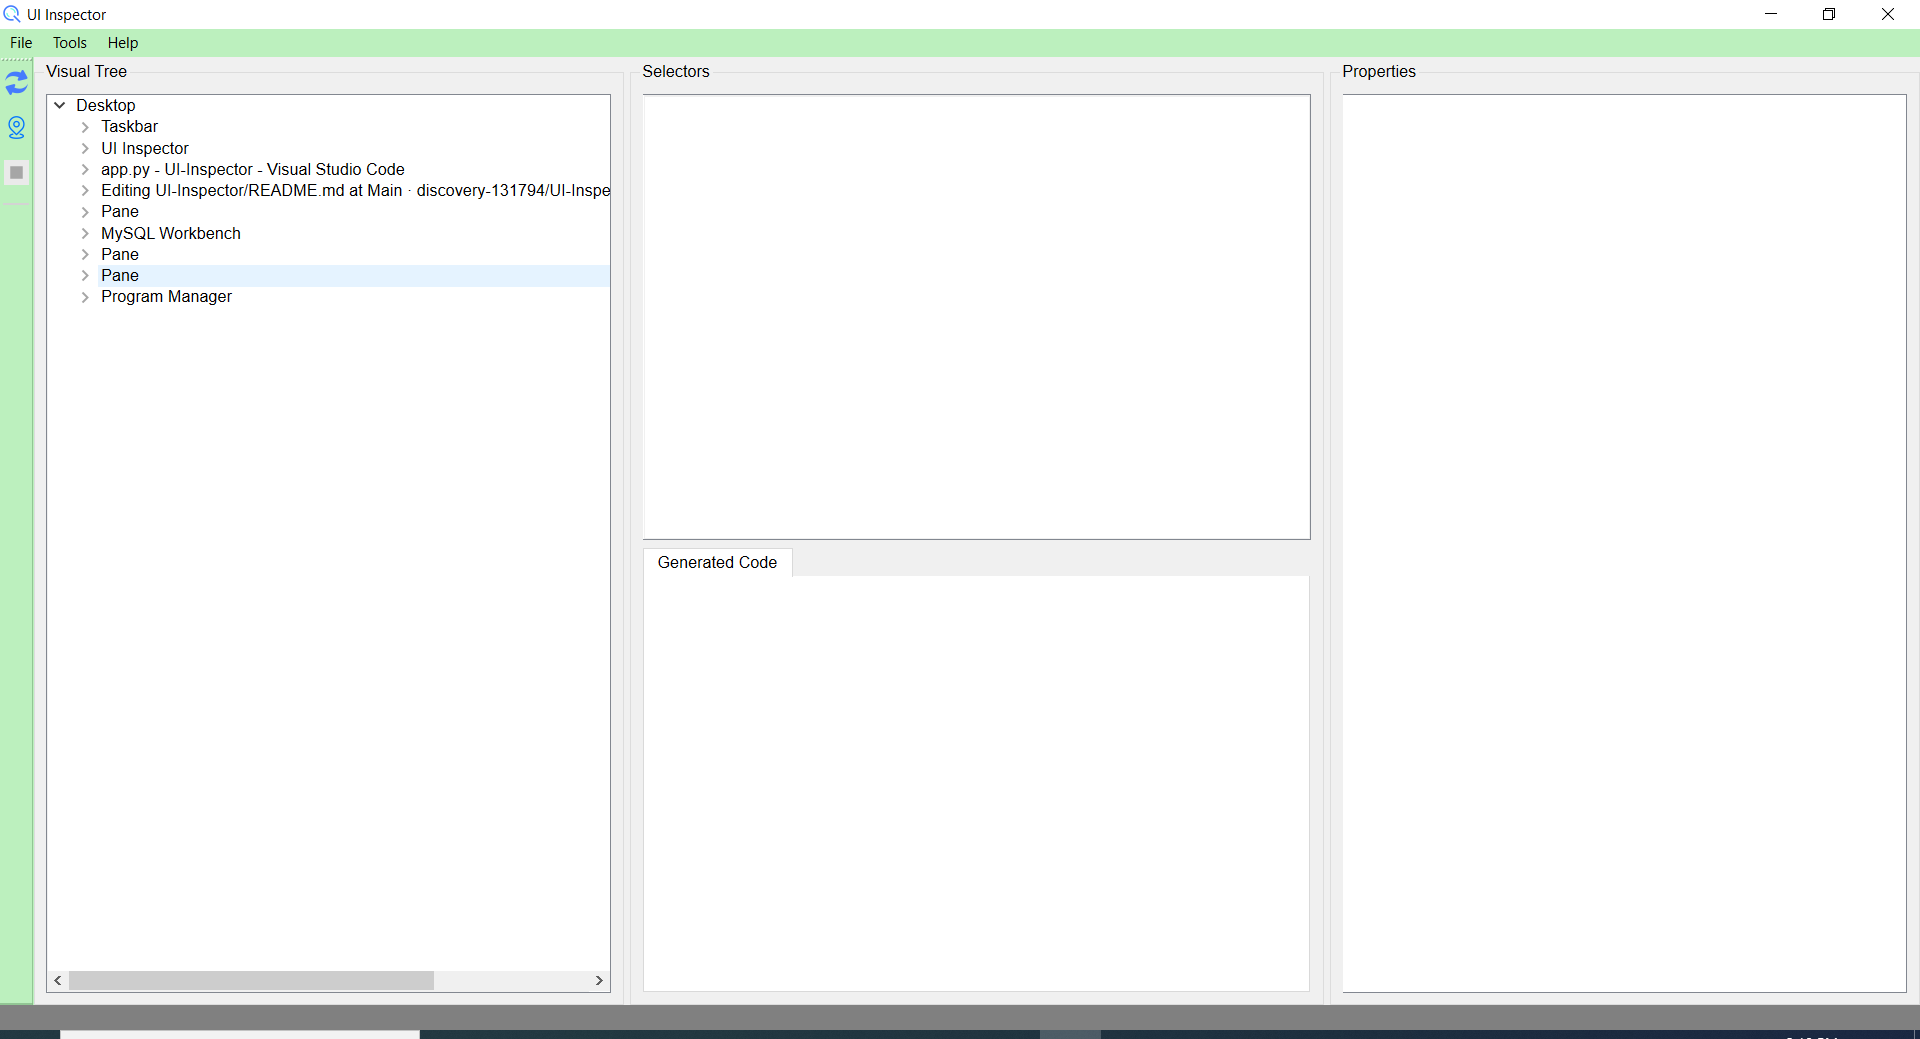 UI Inspector
File Tools Help
Visual Tree
Desktop
Taskbar
UI Inspector
app.py - UI-Inspector - Visual Studio Code
Editing UI-Inspector/README.md at Main · discovery-131794/UI-Inspe
Pane
MySQL Workbench
Pane
Pane
Program Manager
Selectors
Generated Code
Properties